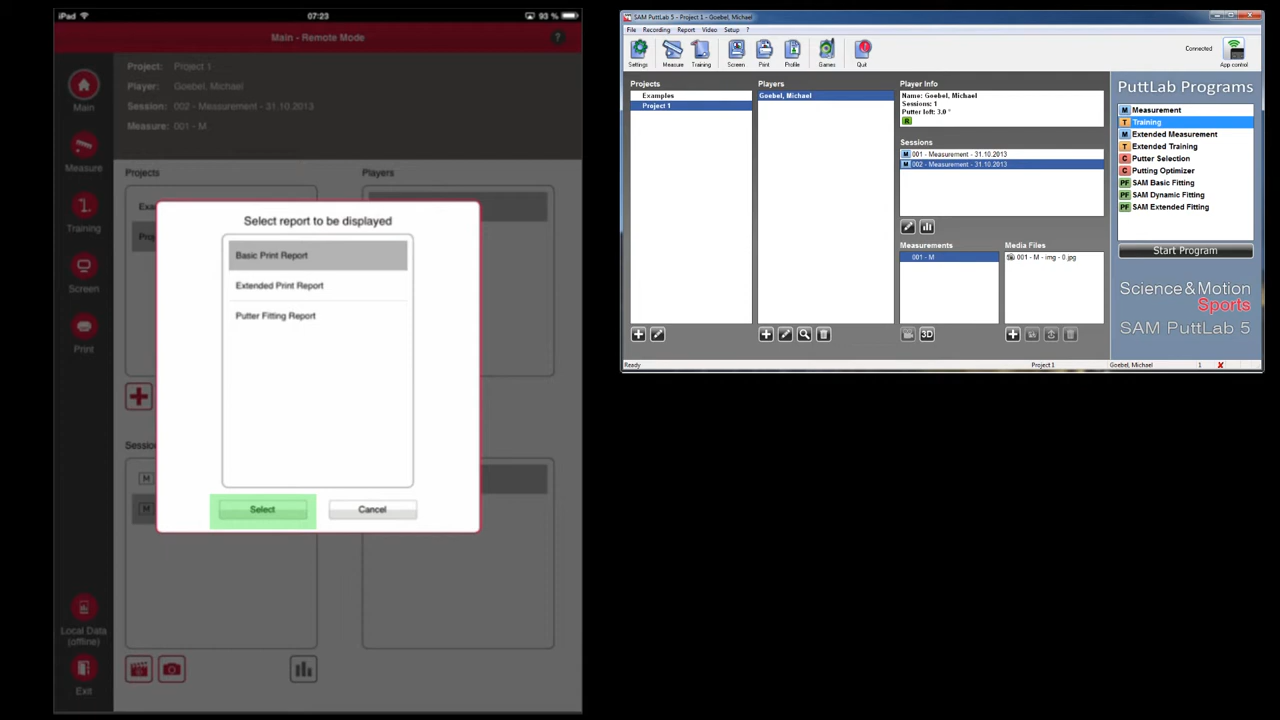 iPad
07:23
93 %
Main - Remote Mode
?
Project: Project 1
Player: Goebel, Michael
Session: 002 - Measurement - 31.10.2013
Measure: 001 - M
Main
Measure
Training
Screen
Print
Local Data
(offline)
Exit
Projects
Players
Select report to be displayed
Basic Print Report
Extended Print Report
Putter Fitting Report
Select
Cancel
M
M
SAM PuttLab 5 - Project 1 - Goebel, Michael
File Recording Report Video Setup ?
Settings Measure Training Screen Print Profile Games Quit
Connected
App control
Projects
Examples
Project 1
Players
Goebel, Michael
Player Info
Name: Goebel, Michael
Sessions: 1
Putter loft: 3.0 °
R
Sessions
M 001 - Measurement - 31.10.2013
M 002 - Measurement - 31.10.2013
Measurements
001 - M
3D
Media Files
001 - M - img - 0.jpg
PuttLab Programs
M Measurement
T Training
M Extended Measurement
T Extended Training
C Putter Selection
C Putting Optimizer
PF SAM Basic Fitting
PF SAM Dynamic Fitting
PF SAM Extended Fitting
Start Program
Science&Motion
Sports
SAM PuttLab 5
Ready
Project 1
Goebel, Michael
1